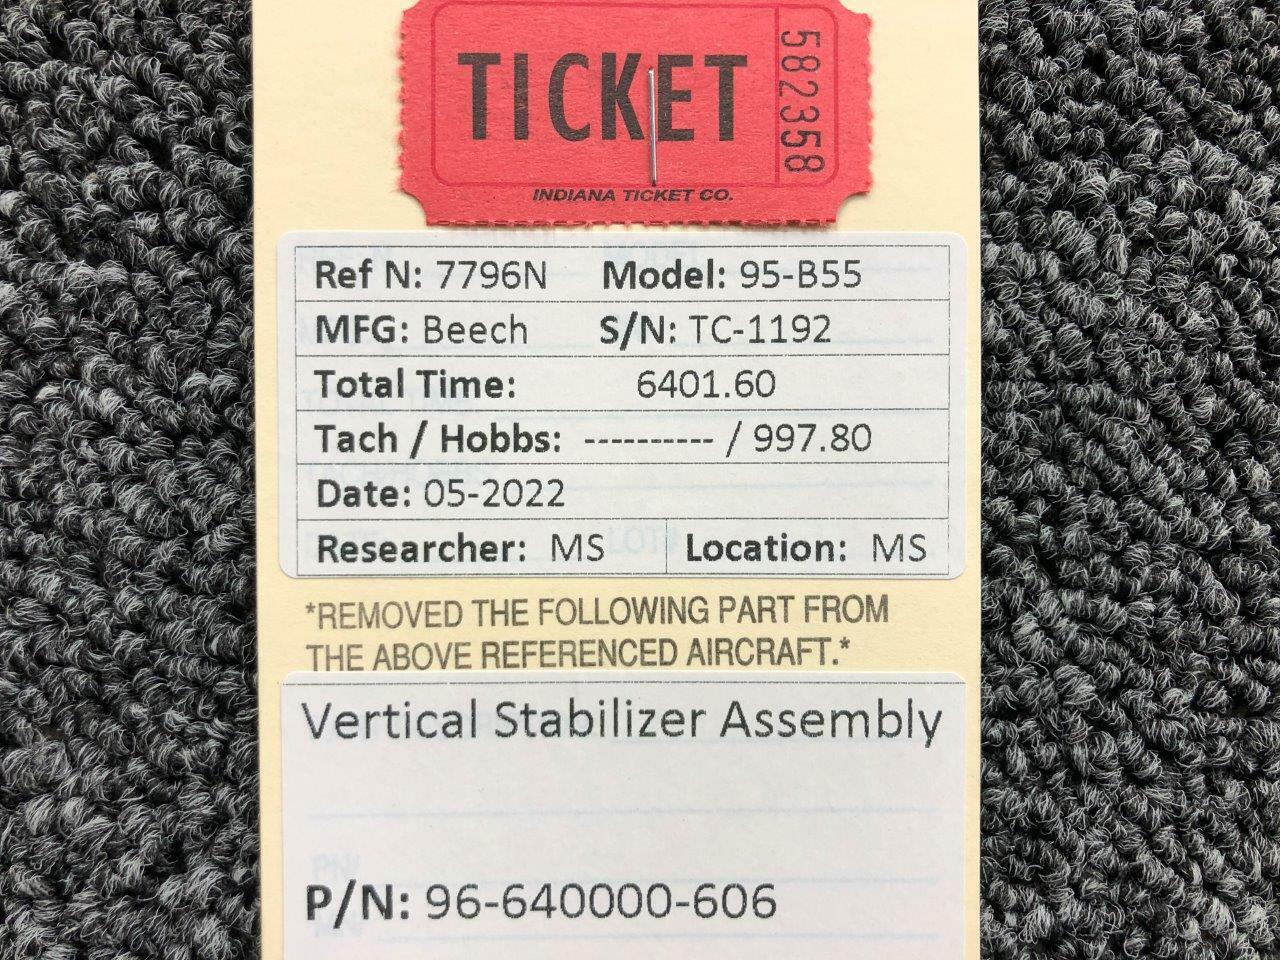 TICKET
582358
INDIANA TICKET CO.
Ref N: 7796N Model: 95-B55
MFG: Beech S/N: TC-1192
Total Time: 6401.60
Tach / Hobbs: ---------- / 997.80
Date: 05-2022
Researcher: MS Location: MS
*REMOVED THE FOLLOWING PART FROM
THE ABOVE REFERENCED AIRCRAFT.*
Vertical Stabilizer Assembly
P/N: 96-640000-606